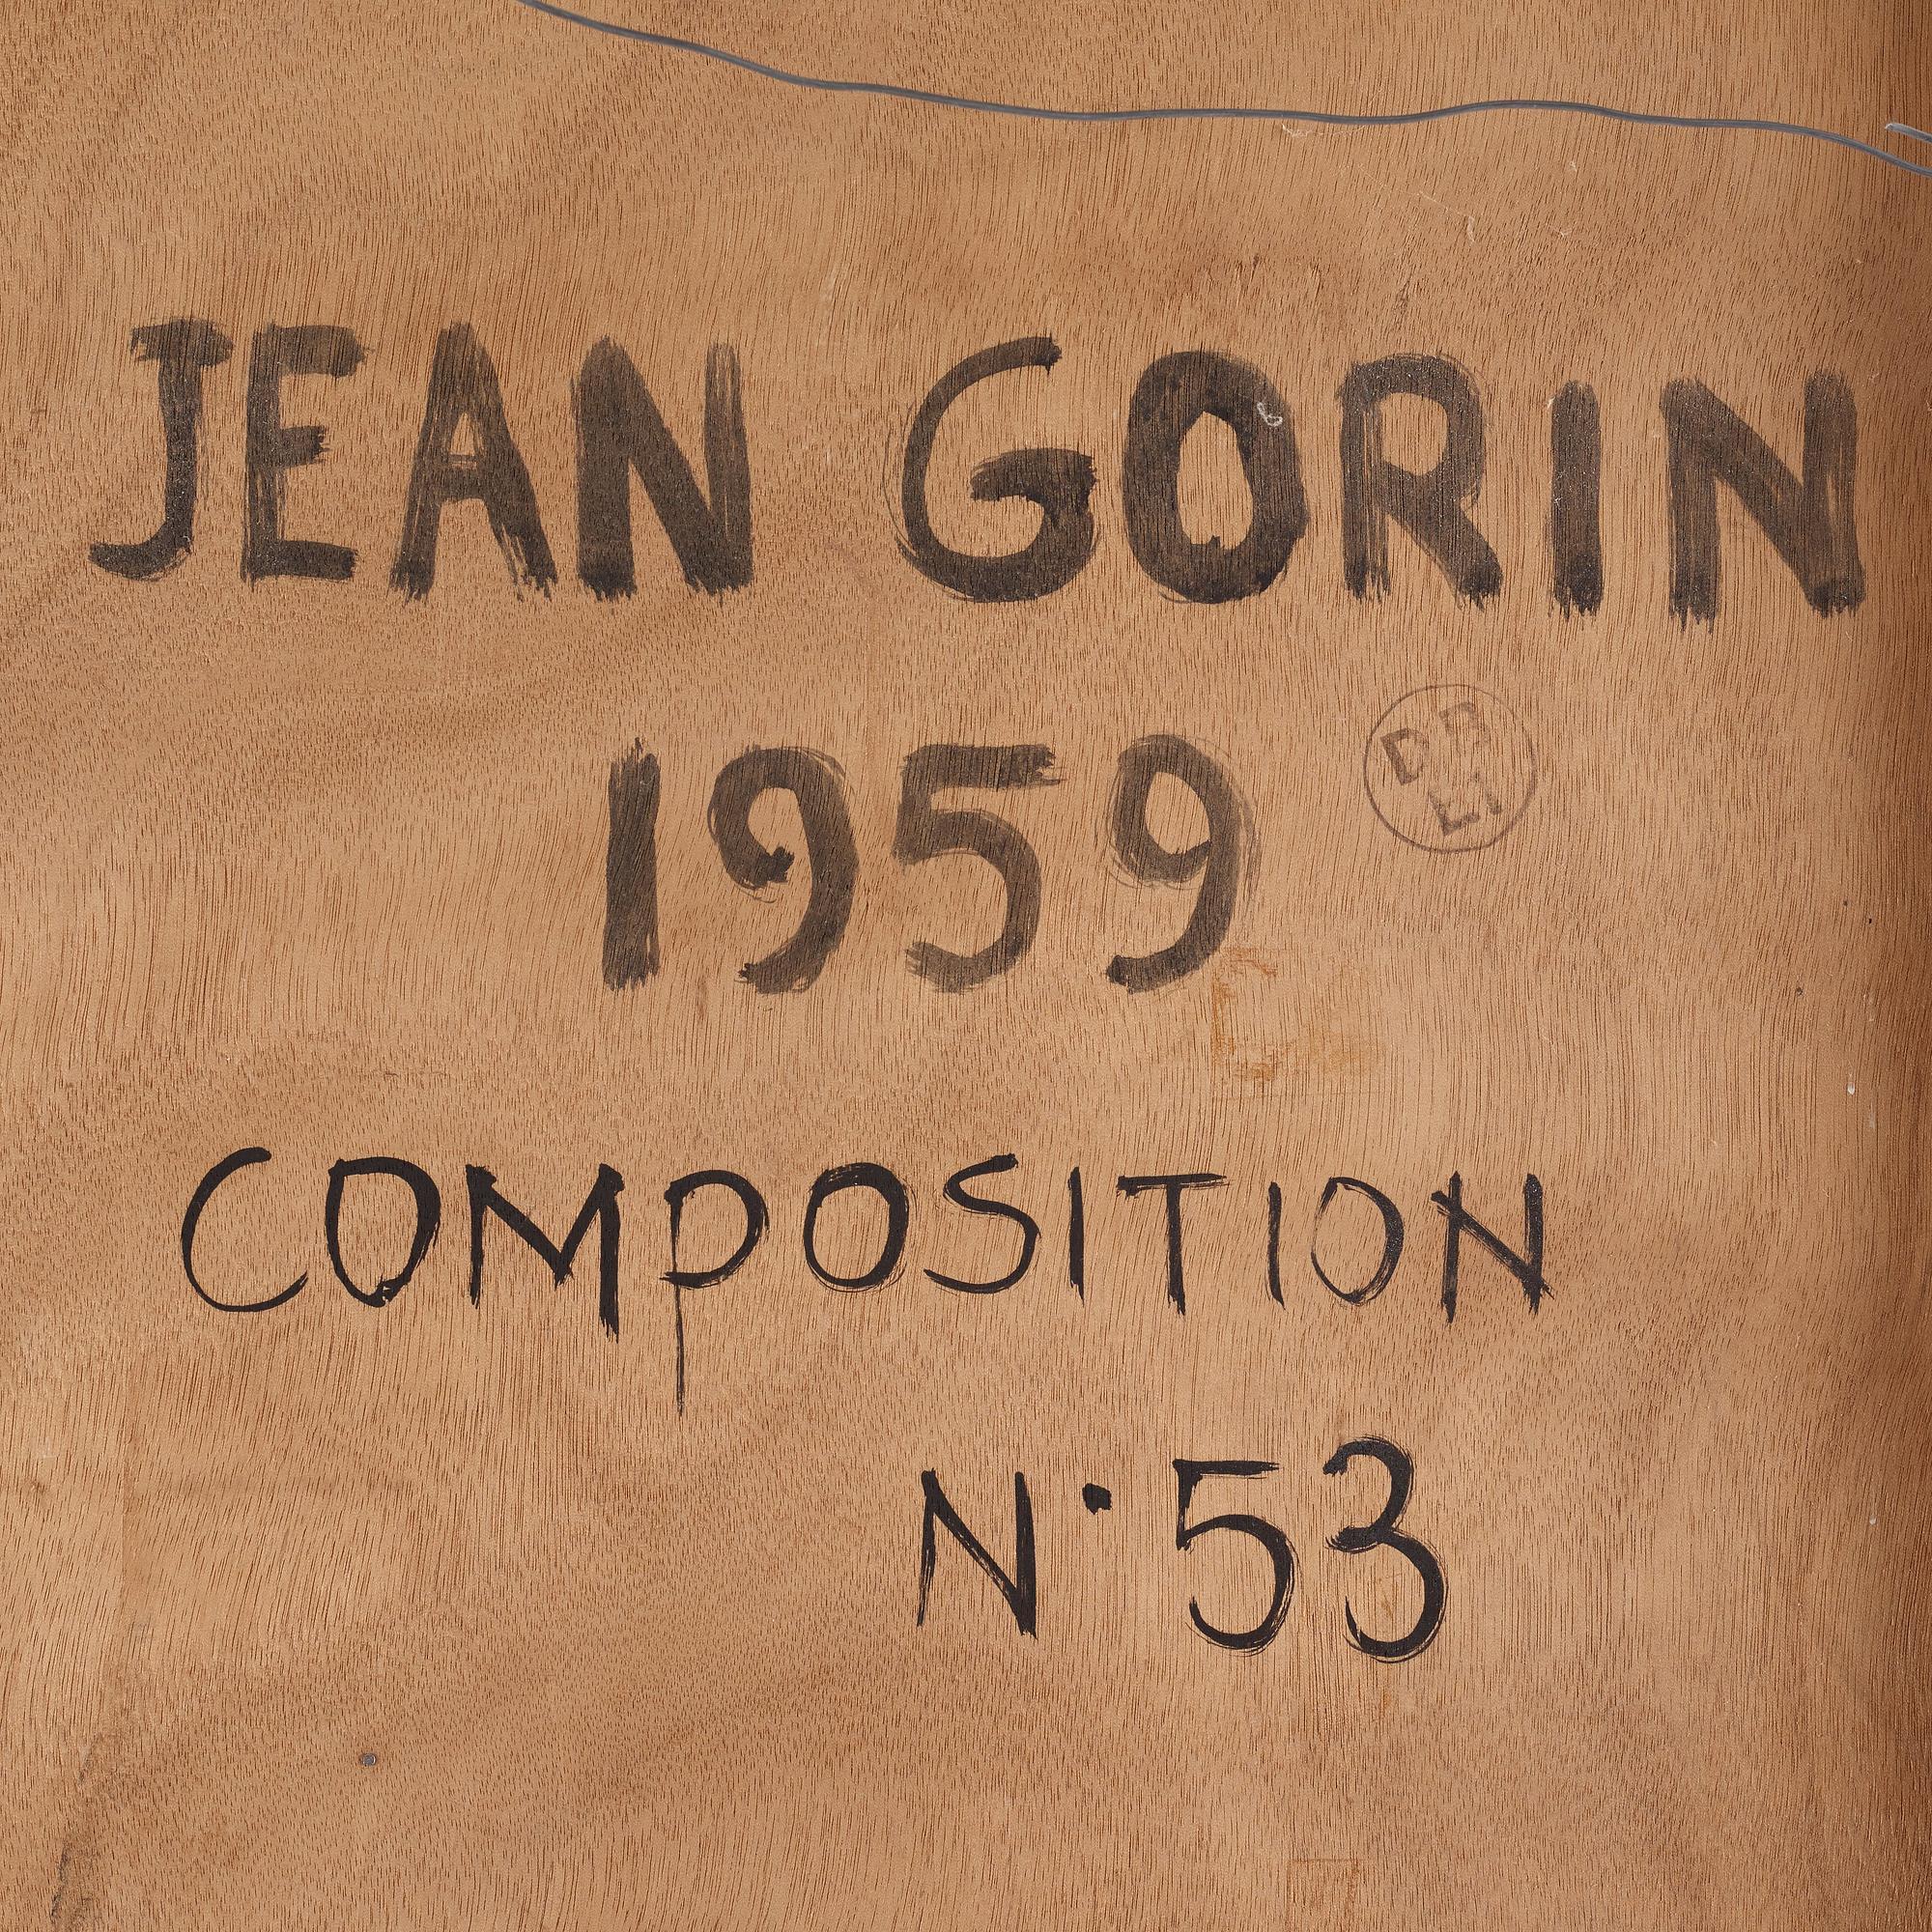 JEAN GORIN
1959
COMPOSITION
N·53